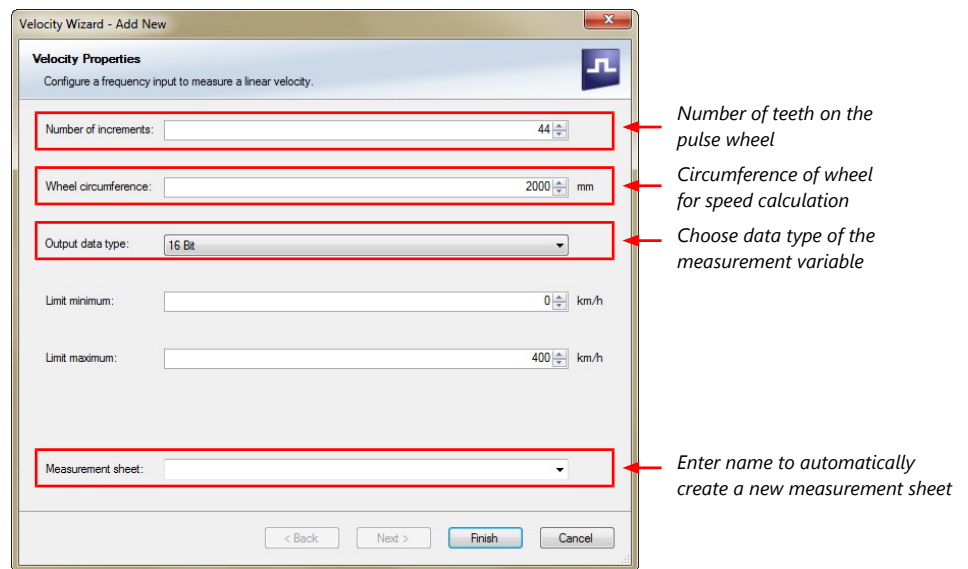 Velocity Wizard - Add New
Velocity Properties
Configure a frequency input to measure a linear velocity.
Number of increments: 44
Number of teeth on the
pulse wheel
Wheel circumference: 2000 mm
Circumference of wheel
for speed calculation
Output data type: 16 Bit
Choose data type of the
measurement variable
Limit minimum: 0 km/h
Limit maximum: 400 km/h
Measurement sheet:
Enter name to automatically
create a new measurement sheet
< Back Next > Finish Cancel